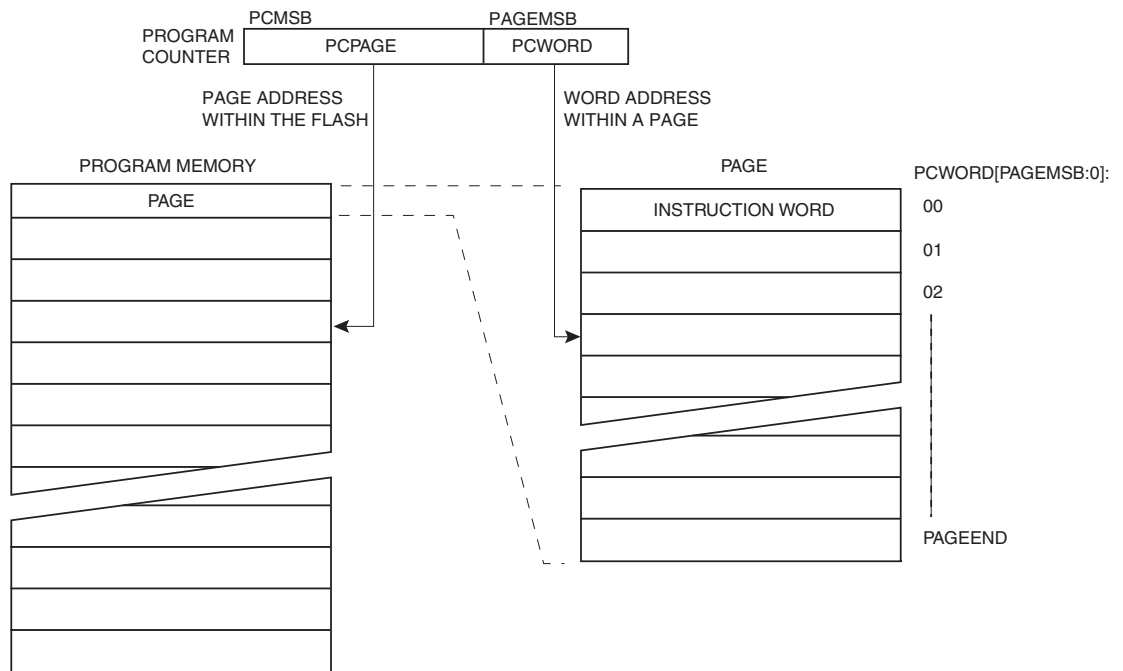 PCMSB
PAGEMSB
PROGRAM
COUNTER
PCPAGE
PCWORD
PAGE ADDRESS
WITHIN THE FLASH
WORD ADDRESS
WITHIN A PAGE
PROGRAM MEMORY
PAGE
PAGE
INSTRUCTION WORD
PCWORD[PAGEMSB:0]:
00
01
02
PAGEEND